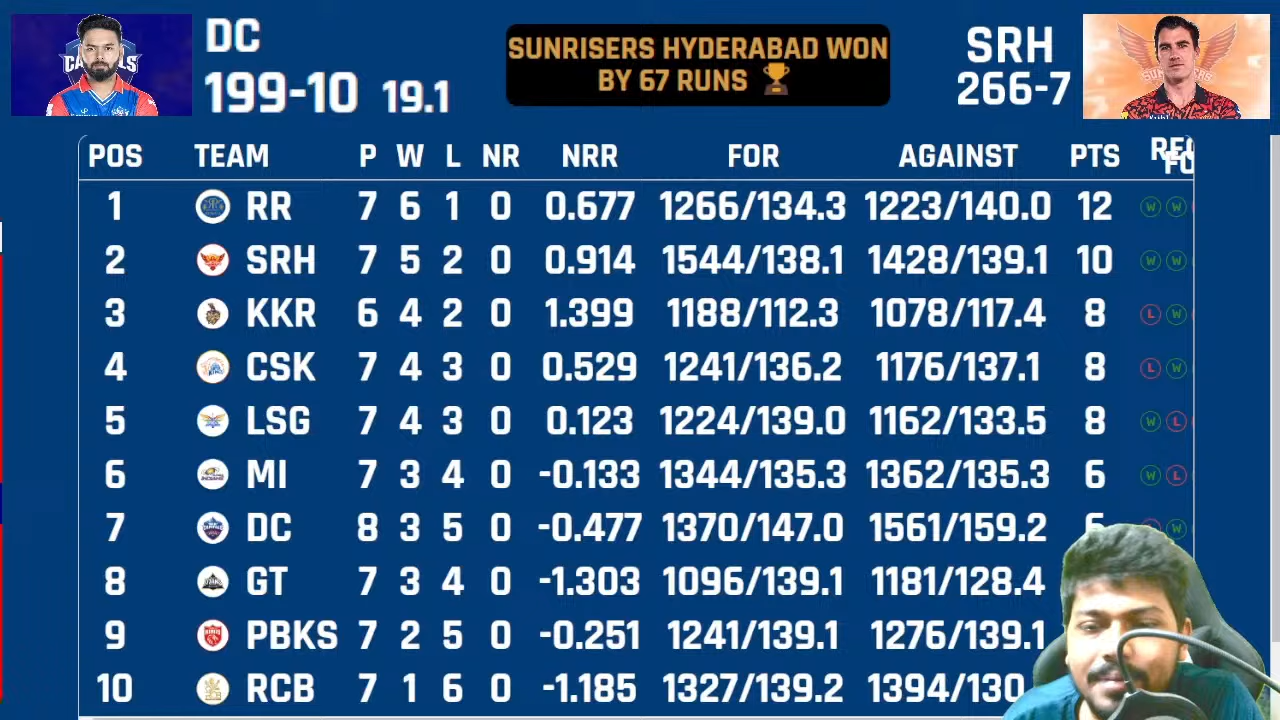 DC
199-10 19.1
SUNRISERS HYDERABAD WON
BY 67 RUNS
SRH
266-7
POS TEAM P W L NR NRR FOR AGAINST PTS
1 RR 7 6 1 0 0.677 1266/134.3 1223/140.0 12 W W
2 SRH 7 5 2 0 0.914 1544/138.1 1428/139.1 10 W W
3 KKR 6 4 2 0 1.399 1188/112.3 1078/117.4 8 L W
4 CSK 7 4 3 0 0.529 1241/136.2 1176/137.1 8 L W
5 LSG 7 4 3 0 0.123 1224/139.0 1162/133.5 8 W L
6 MI 7 3 4 0 -0.133 1344/135.3 1362/135.3 6 W L
7 DC 8 3 5 0 -0.477 1370/147.0 1561/159.2 W
8 GT 7 3 4 0 -1.303 1096/139.1 1181/128.4
9 PBKS 7 2 5 0 -0.251 1241/139.1 1276/139.1
10 RCB 7 1 6 0 -1.185 1327/139.2 1394/130